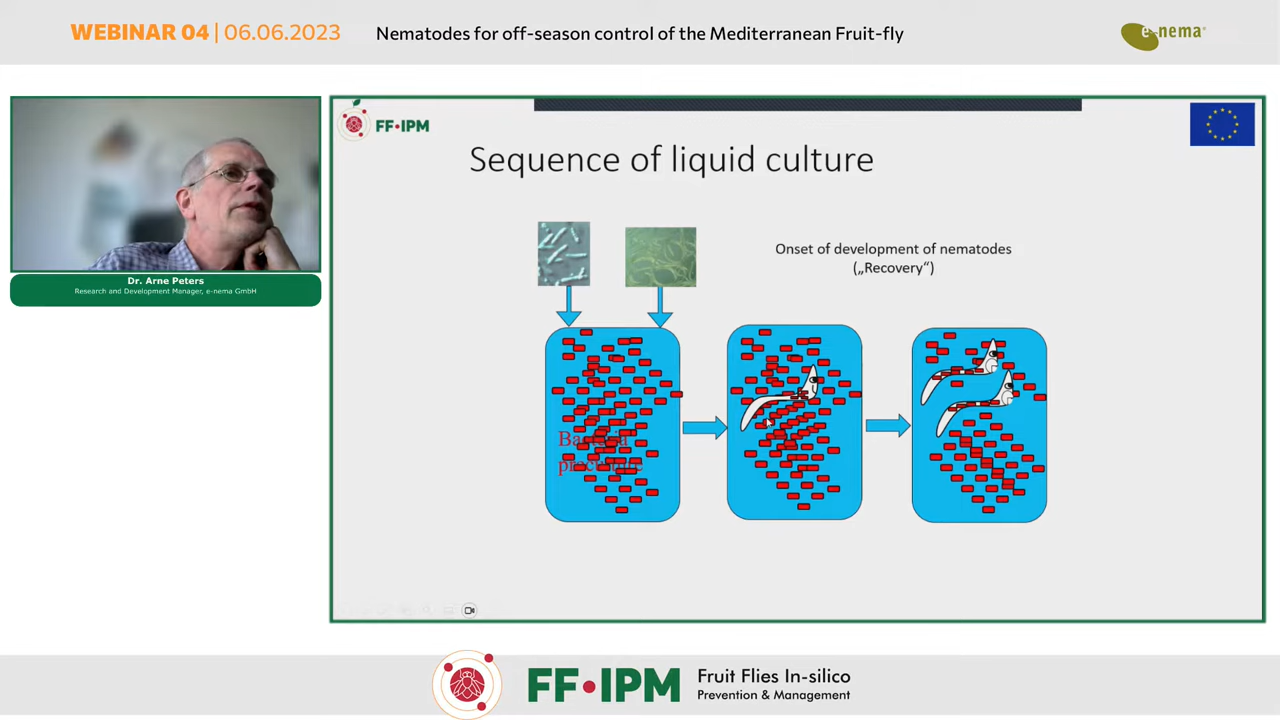 WEBINAR 04 | 06.06.2023
Nematodes for off-season control of the Mediterranean Fruit-fly
e-nema
FF•IPM
Sequence of liquid culture
Onset of development of nematodes
(„Recovery“)
Dr. Arne Peters
Research and Development Manager, e-nema GmbH
FF•IPM
Fruit Flies In-silico
Prevention & Management